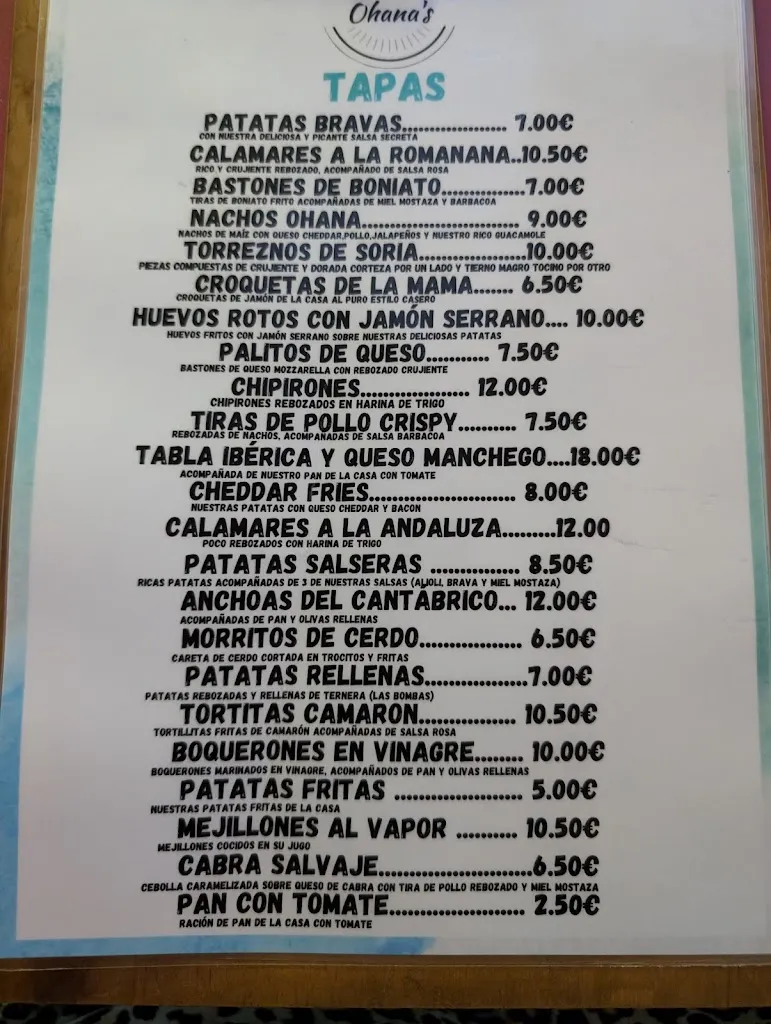 Ohana's
TAPAS
PATATAS BRAVAS.................. 7.00€
CON NUESTRA DELICIOSA Y PICANTE SALSA SECRETA
CALAMARES A LA ROMANANA..10.50€
RICO Y CRUJIENTE REBOZADO, ACOMPAÑADO DE SALSA ROSA
BASTONES DE BONIATO...............7.00€
TIRAS DE BONIATO FRITO ACOMPAÑADAS DE MIEL MOSTAZA Y BARBACOA
NACHOS OHANA............................ 9.00€
NACHOS DE MAÍZ CON QUESO CHEDDAR,POLLO,JALAPEÑOS Y NUESTRO RICO GUACAMOLE
TORREZNOS DE SORIA...................10.00€
PIEZAS COMPUESTAS DE CRUJIENTE Y DORADA CORTEZA POR UN LADO Y TIERNO MAGRO TOCINO POR OTRO
CROQUETAS DE LA MAMA....... 6.50€
CROQUETAS DE JAMÓN DE LA CASA AL PURO ESTILO CASERO
HUEVOS ROTOS CON JAMÓN SERRANO.... 10.00€
HUEVOS FRITOS CON JAMÓN SERRANO SOBRE NUESTRAS DELICIOSAS PATATAS
PALITOS DE QUESO........... 7.50€
BASTONES DE QUESO MOZZARELLA CON REBOZADO CRUJIENTE
CHIPIRONES................... 12.00€
CHIPIRONES REBOZADOS EN HARINA DE TRIGO
TIRAS DE POLLO CRISPY.......... 7.50€
REBOZADAS DE NACHOS, ACOMPAÑADAS DE SALSA BARBACOA
TABLA IBÉRICA Y QUESO MANCHEGO....18.00€
ACOMPAÑADA DE NUESTRO PAN DE LA CASA CON TOMATE
CHEDDAR FRIES.......................... 8.00€
NUESTRAS PATATAS CON QUESO CHEDDAR Y BACON
CALAMARES A LA ANDALUZA.........12.00
POCO REBOZADOS CON HARINA DE TRIGO
PATATAS SALSERAS ................ 8.50€
RICAS PATATAS ACOMPAÑADAS DE 3 DE NUESTRAS SALSAS (ALIOLI, BRAVA Y MIEL MOSTAZA)
ANCHOAS DEL CANTÁBRICO... 12.00€
ACOMPAÑADAS DE PAN Y OLIVAS RELLENAS
MORRITOS DE CERDO.................. 6.50€
CARETA DE CERDO CORTADA EN TROCITOS Y FRITAS
PATATAS RELLENAS..................7.00€
PATATAS REBOZADAS Y RELLENAS DE TERNERA (LAS BOMBAS)
TORTITAS CAMARON................. 10.50€
TORTILLITAS FRITAS DE CAMARÓN ACOMPAÑADAS DE SALSA ROSA
BOQUERONES EN VINAGRE........ 10.00€
BOQUERONES MARINADOS EN VINAGRE, ACOMPAÑADOS DE PAN Y OLIVAS RELLENAS
PATATAS FRITAS ....................... 5.00€
NUESTRAS PATATAS FRITAS DE LA CASA
MEJILLONES AL VAPOR ........... 10.50€
MEJILLONES COCIDOS EN SU JUGO
CABRA SALVAJE...........................6.50€
CEBOLLA CARAMELIZADA SOBRE QUESO DE CABRA CON TIRA DE POLLO REBOZADO Y MIEL MOSTAZA
PAN CON TOMATE........................ 2.50€
RACIÓN DE PAN DE LA CASA CON TOMATE